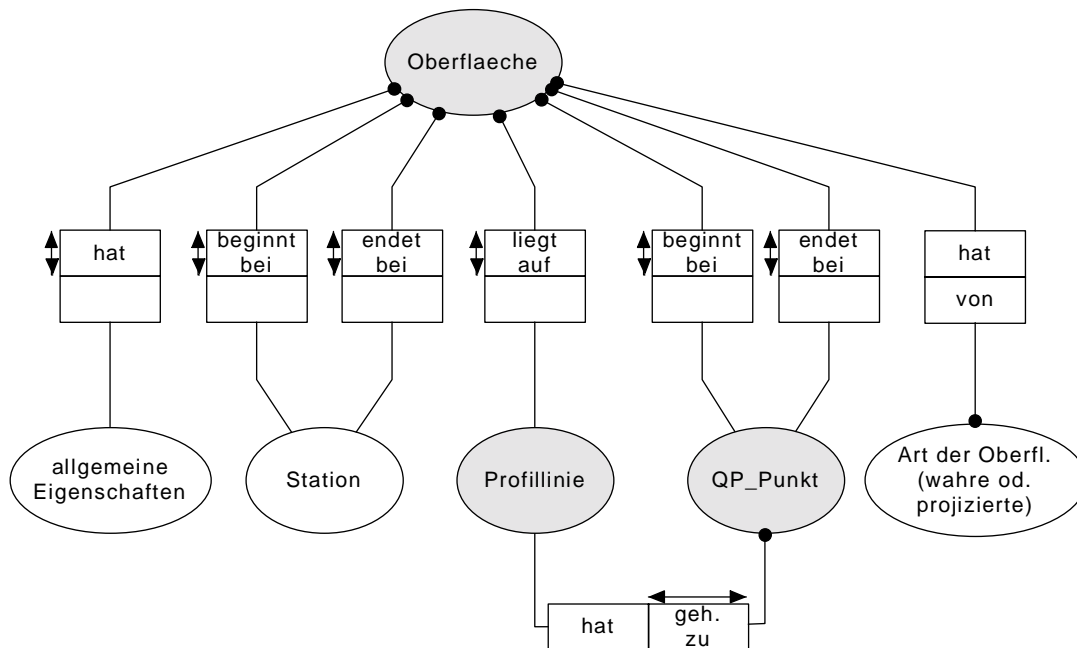 Oberflaeche
hat
beginnt
bei
endet
bei
liegt
auf
beginnt
bei
endet
bei
hat
von
allgemeine
Eigenschaften
Station
Profillinie
QP_Punkt
Art der Oberfl.
(wahre od.
projizierte)
hat
geh.
zu